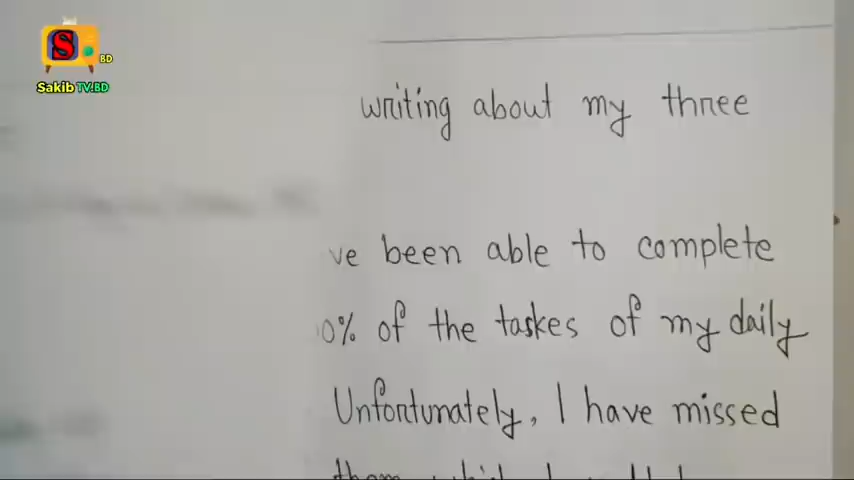 S
BD
Sakib TV.BD
writing about my three
ve been able to complete
0% of the taskes of my daily
Unfortunately, I have missed